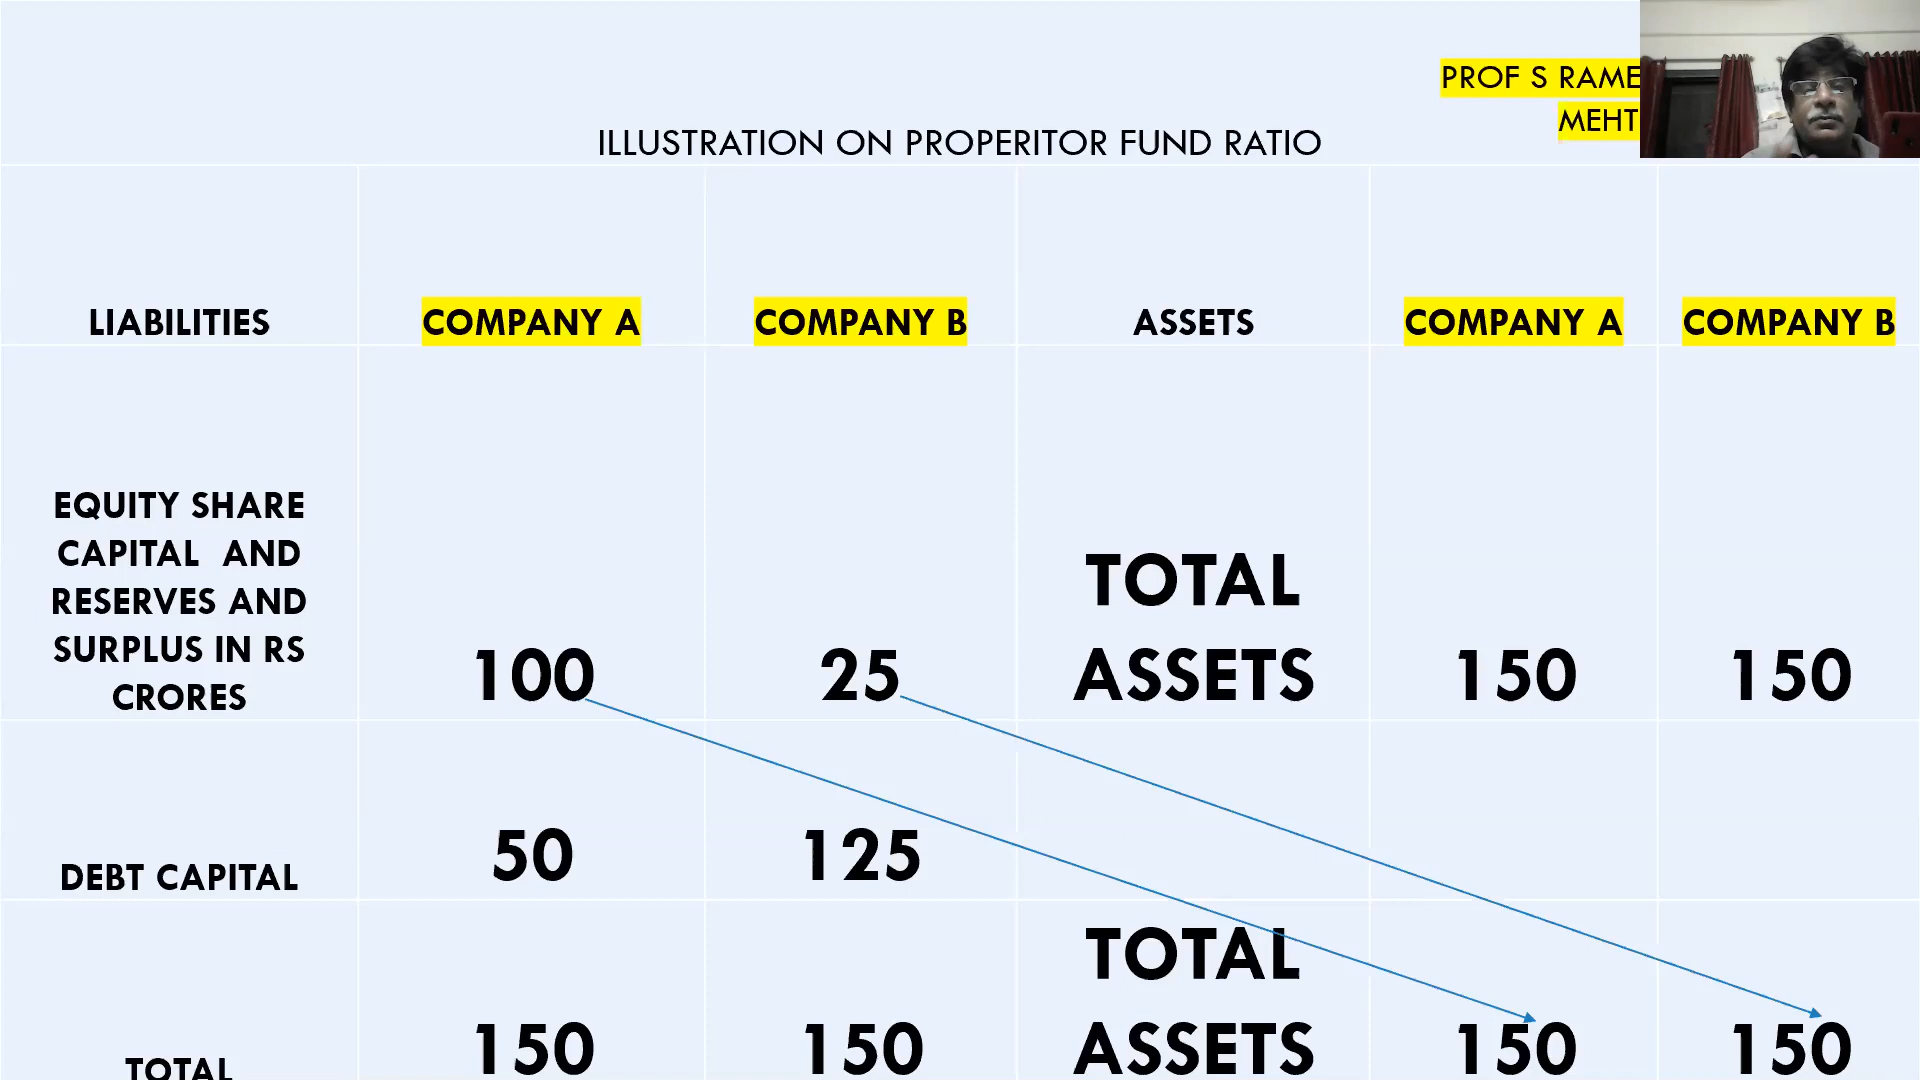 PROF S RAME
MEHT
ILLUSTRATION ON PROPERITOR FUND RATIO
LIABILITIES COMPANY A COMPANY B ASSETS COMPANY A COMPANY B
EQUITY SHARE
CAPITAL AND
RESERVES AND
SURPLUS IN RS
CRORES
100 25
TOTAL
ASSETS
150 150
DEBT CAPITAL 50 125
TOTAL 150 150
TOTAL
ASSETS
150 150